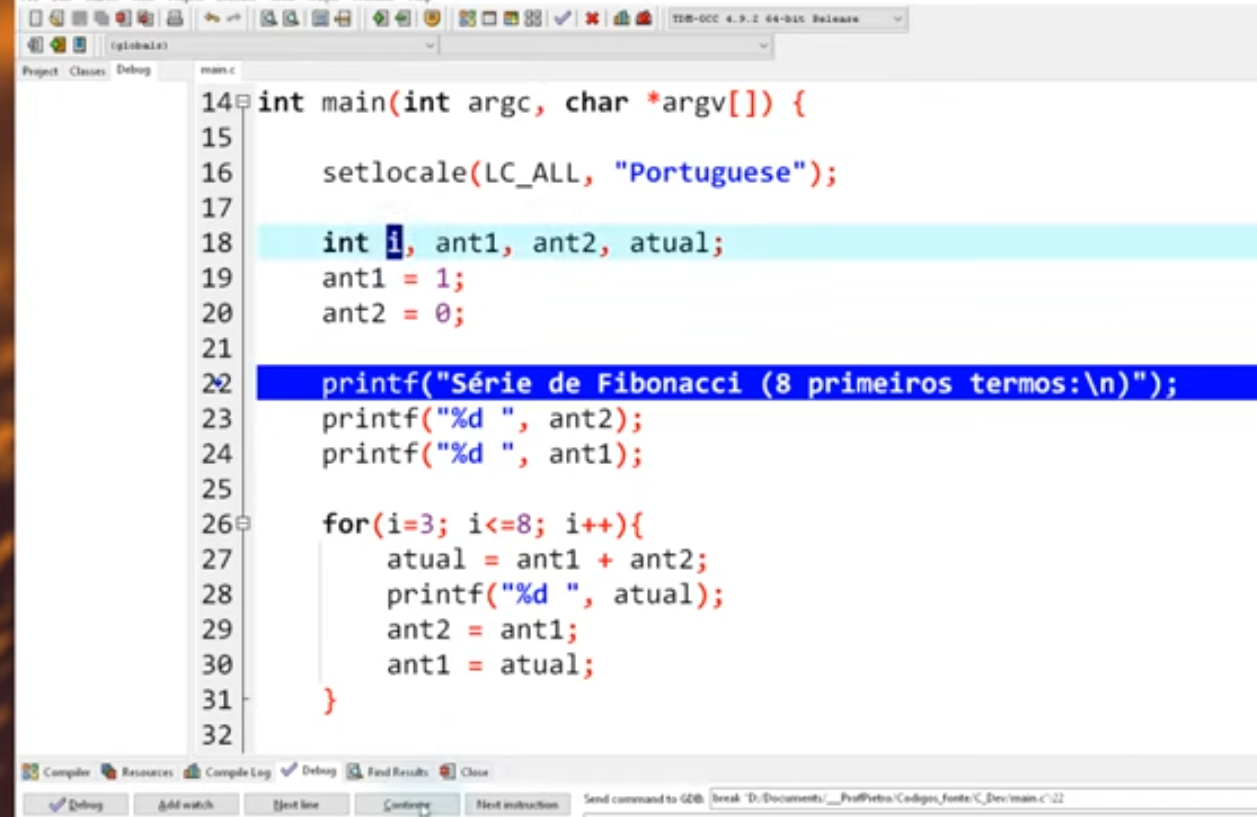 TDM-GCC 4.9.2 64-bit Release
(globals)
Project Classes Debug main.c
14 int main(int argc, char *argv[]) {
15
16 setlocale(LC_ALL, "Portuguese");
17
18 int i, ant1, ant2, atual;
19 ant1 = 1;
20 ant2 = 0;
21
22 printf("Série de Fibonacci (8 primeiros termos:\n)");
23 printf("%d ", ant2);
24 printf("%d ", ant1);
25
26 for(i=3; i<=8; i++){
27 atual = ant1 + ant2;
28 printf("%d ", atual);
29 ant2 = ant1;
30 ant1 = atual;
31 }
32
Compiler Resources Compile Log Debug Find Results Close
Debug Add watch Next line Continue Next instruction Send command to GDB: break "D:/Documents/__ProfPietro/Codigos_fonte/C_Dev/main.c":22